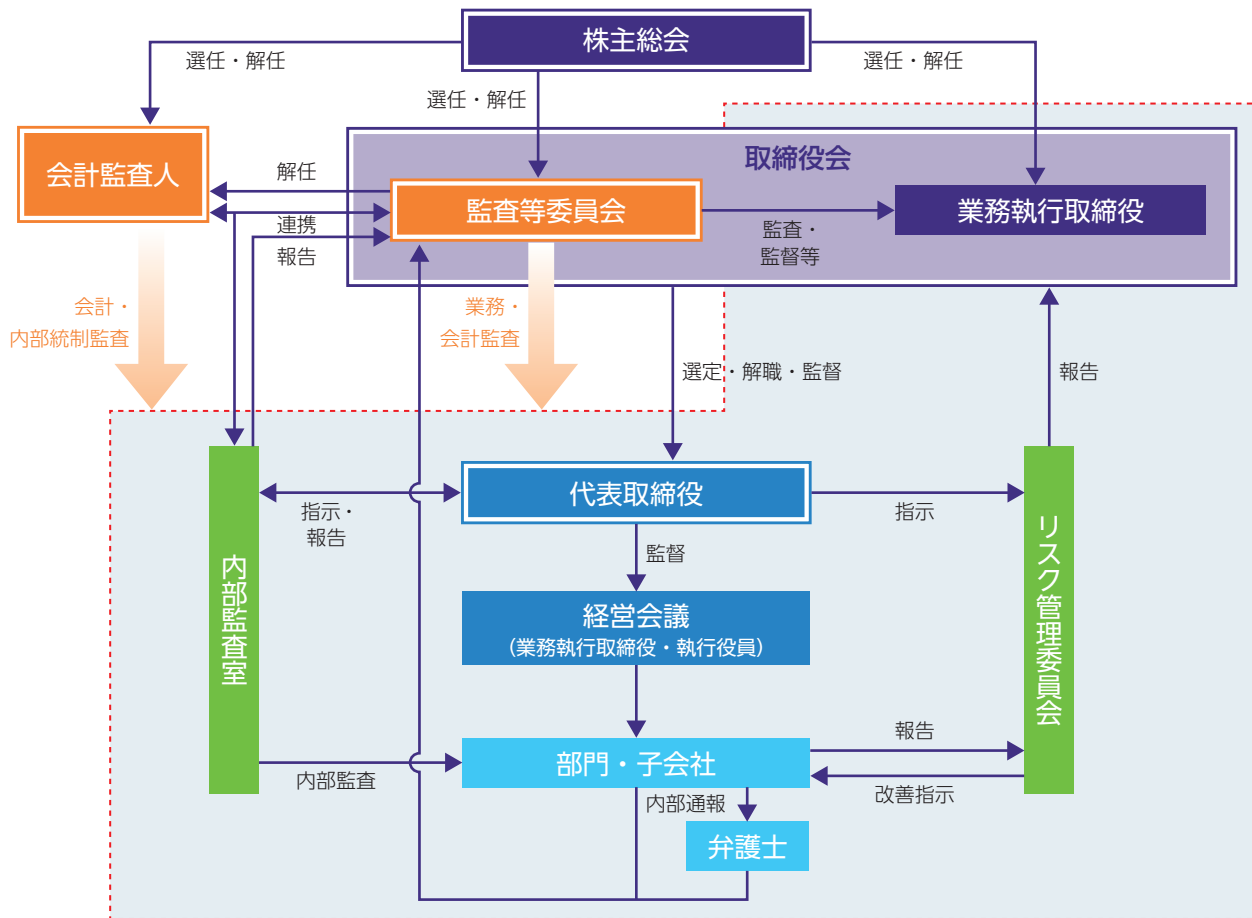 株主総会
選任・解任
選任・解任
選任・解任
取締役会
会計監査人
解任
監査等委員会
業務執行取締役
連携
報告
監査・
監督等
会計・
内部統制監査
業務・
会計監査
選定・解職・監督
報告
代表取締役
指示・
報告
指示
監督
内部監査室
リスク管理委員会
経営会議
(業務執行取締役・執行役員)
報告
部門・子会社
内部監査
改善指示
内部通報
弁護士